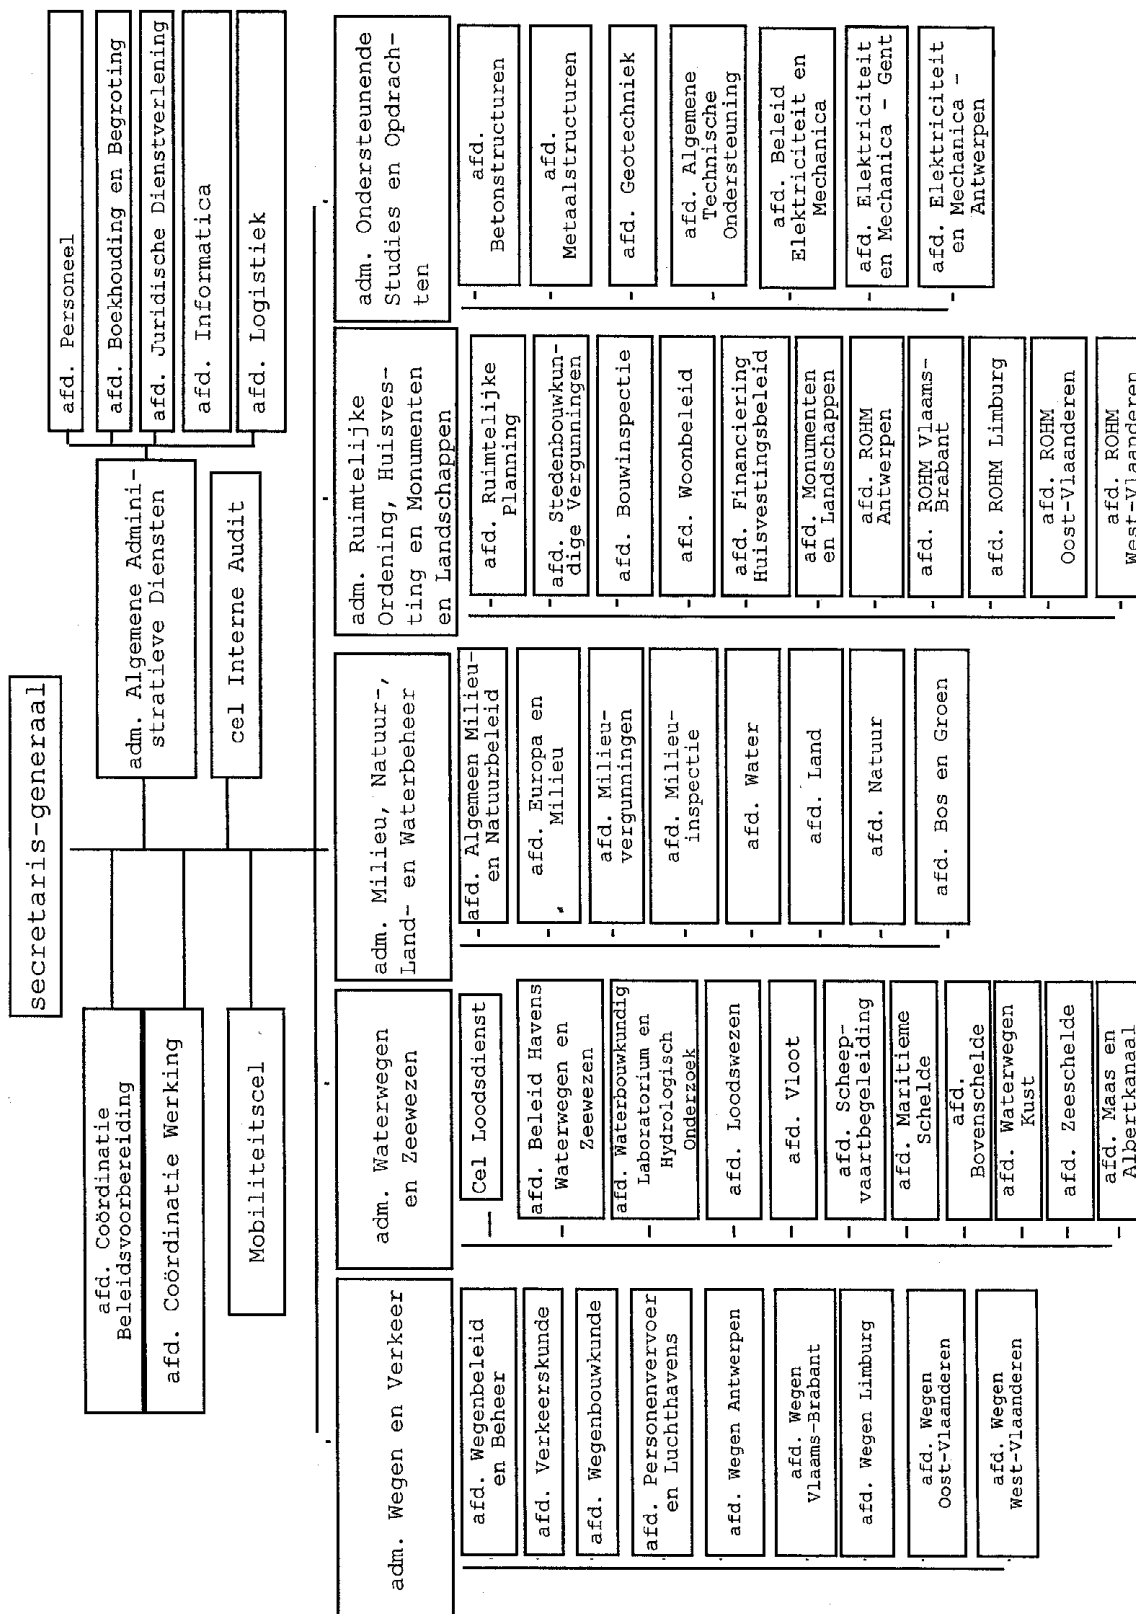 secretaris-generaal
afd. Coördinatie
Beleidsvoorbereiding
afd. Coördinatie Werking
Mobiliteitscel
adm. Algemene Admini-
stratieve Diensten
cel Interne Audit
afd. Personeel
afd. Boekhouding en Begroting
afd. Juridische Dienstverlening
afd. Informatica
afd. Logistiek
adm. Wegen en Verkeer
afd. Wegenbeleid
en Beheer
afd. Verkeerskunde
afd. Wegenbouwkunde
afd. Personenvervoer
en Luchthavens
afd. Wegen Antwerpen
afd. Wegen
Vlaams-Brabant
afd. Wegen Limburg
afd. Wegen
Oost-Vlaanderen
afd. Wegen
West-Vlaanderen
adm. Waterwegen
en Zeewezen
Cel Loodsdienst
afd. Beleid Havens
Waterwegen en
Zeewezen
afd. Waterbouwkundig
Laboratorium en
Hydrologisch
Onderzoek
afd. Loodswezen
afd. Vloot
afd. Scheep-
vaartbegeleiding
afd. Maritieme
Schelde
afd.
Bovenschelde
afd. Waterwegen
Kust
afd. Zeeschelde
afd. Maas en
Albertkanaal
adm. Milieu, Natuur-,
Land- en Waterbeheer
afd. Algemeen Milieu-
en Natuurbeleid
afd. Europa en
Milieu
afd. Milieu-
vergunningen
afd. Milieu-
inspectie
afd. Water
afd. Land
afd. Natuur
afd. Bos en Groen
adm. Ruimtelijke
Ordening, Huisves-
ting en Monumenten
en Landschappen
afd. Ruimtelijke
Planning
afd. Stedenbouwkun-
dige Vergunningen
afd. Bouwinspectie
afd. Woonbeleid
afd. Financiering
Huisvestingsbeleid
afd. Monumenten
en Landschappen
afd. ROHM
Antwerpen
afd. ROHM Vlaams-
Brabant
afd. ROHM Limburg
afd. ROHM
Oost-Vlaanderen
afd. ROHM
West-Vlaanderen
adm. Ondersteunende
Studies en Opdrach-
ten
afd.
Betonstructuren
afd.
Metaalstructuren
afd. Geotechniek
afd. Algemene
Technische
Ondersteuning
afd. Beleid
Elektriciteit en
Mechanica
afd. Elektriciteit
en Mechanica - Gent
afd. Elektriciteit
en Mechanica -
Antwerpen